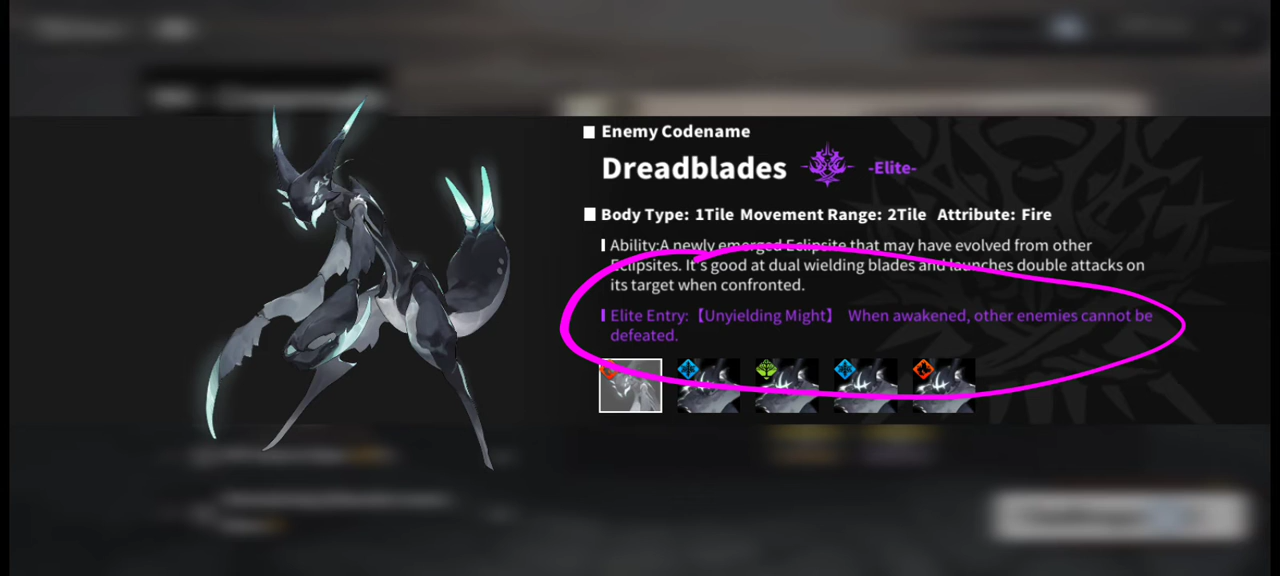 Enemy Codename
Dreadblades -Elite-
Body Type: 1Tile Movement Range: 2Tile Attribute: Fire
Ability:A newly emerged Eclipsite that may have evolved from other
Eclipsites. It's good at dual wielding blades and launches double attacks on
its target when confronted.
Elite Entry:【Unyielding Might】 When awakened, other enemies cannot be
defeated.